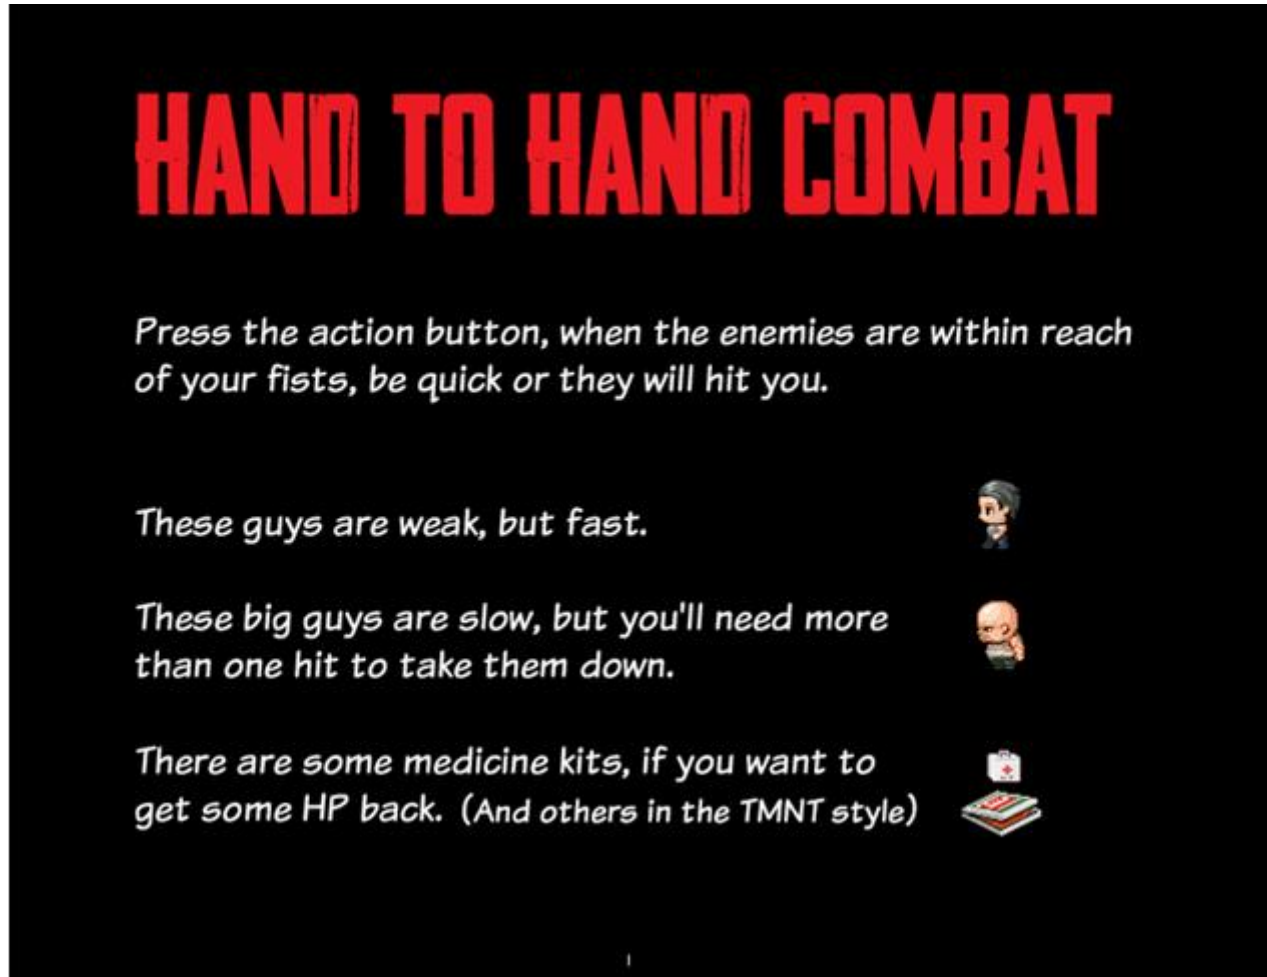 HAND TO HAND COMBAT
Press the action button, when the enemies are within reach
of your fists, be quick or they will hit you.
These guys are weak, but fast.
These big guys are slow, but you'll need more
than one hit to take them down.
There are some medicine kits, if you want to
get some HP back. (And others in the TMNT style)